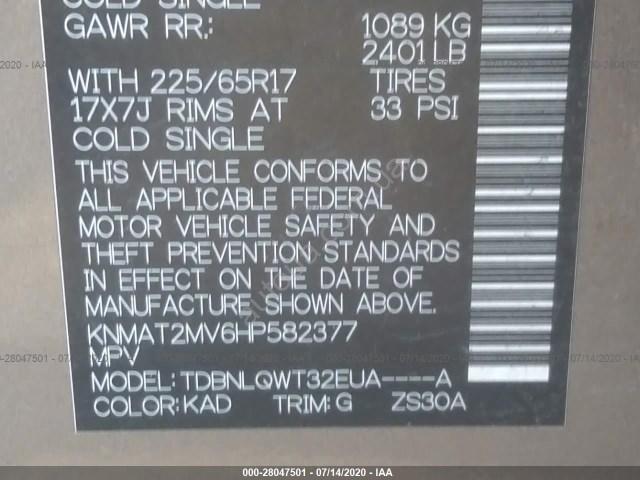 COLD SINGLE
GAWR RR.: 1089 KG
2401 LB
WITH 225/65R17 TIRES
17X7J RIMS AT 33 PSI
COLD SINGLE
THIS VEHICLE CONFORMS TO
ALL APPLICABLE FEDERAL
MOTOR VEHICLE SAFETY AND
THEFT PREVENTION STANDARDS
IN EFFECT ON THE DATE OF
MANUFACTURE SHOWN ABOVE.
KNMAT2MV6HP582377
MPV
MODEL: TDBNLQWT32EUA----A
COLOR: KAD TRIM: G ZS30A
000-28047501 - 07/14/2020 - IAA